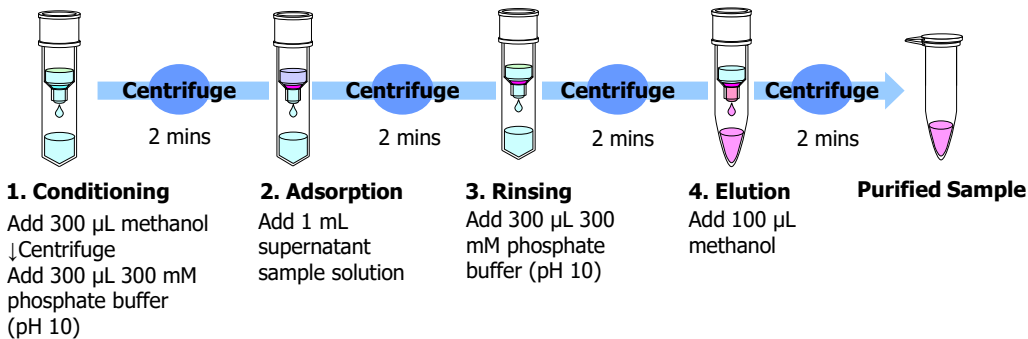 Centrifuge
2 mins
Centrifuge
2 mins
Centrifuge
2 mins
Centrifuge
2 mins
1. Conditioning
Add 300 µL methanol
↓Centrifuge
Add 300 µL 300 mM
phosphate buffer
(pH 10)
2. Adsorption
Add 1 mL
supernatant
sample solution
3. Rinsing
Add 300 µL 300
mM phosphate
buffer (pH 10)
4. Elution
Add 100 µL
methanol
Purified Sample